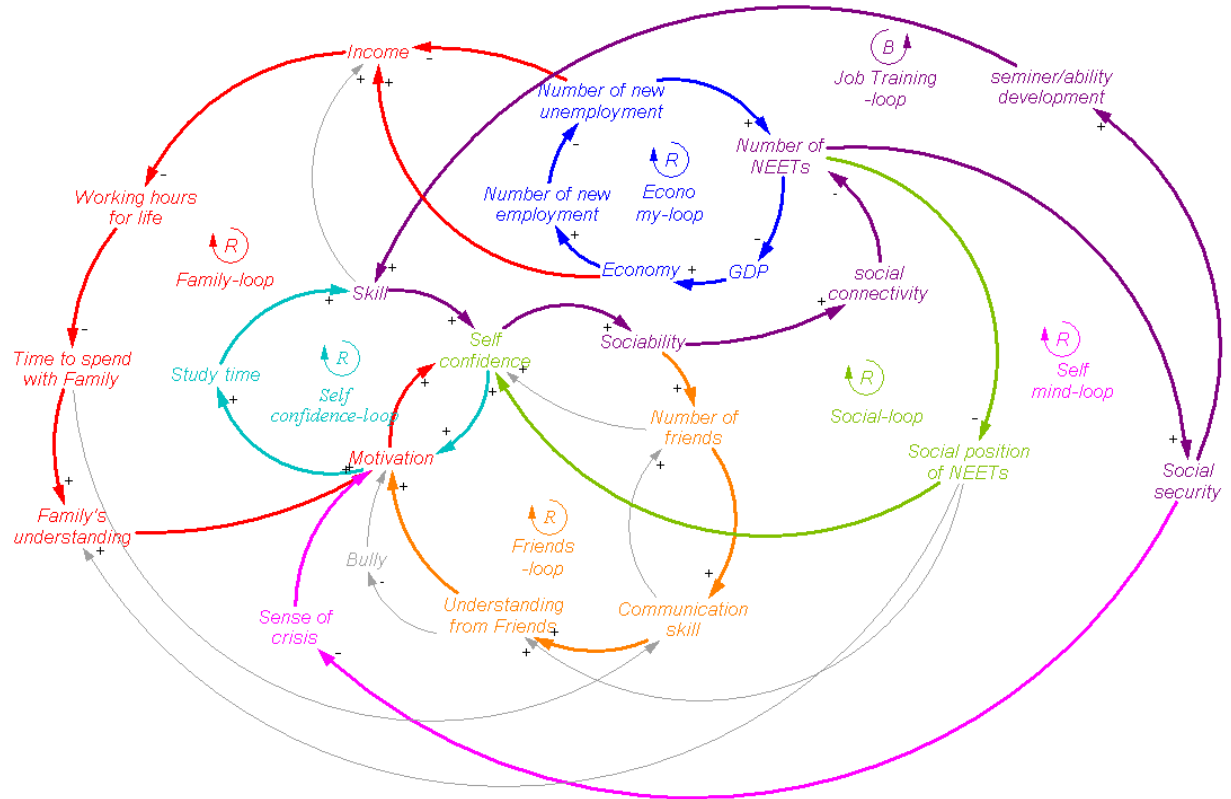 Income
B
Job Training
-loop
seminer/ability
development
Number of new
unemployment
Number of
NEETs
Working hours
for life
Number of new
employment
R
Econo
my-loop
R
Family-loop
Economy
GDP
social
connectivity
Skill
Self
confidence
Sociability
Time to spend
with Family
Study time
R
Self
confidence-loop
R
Social-loop
R
Self
mind-loop
Number of
friends
Motivation
Social position
of NEETs
Social
security
Family's
understanding
R
Friends
-loop
Bully
Sense of
crisis
Understanding
from Friends
Communication
skill